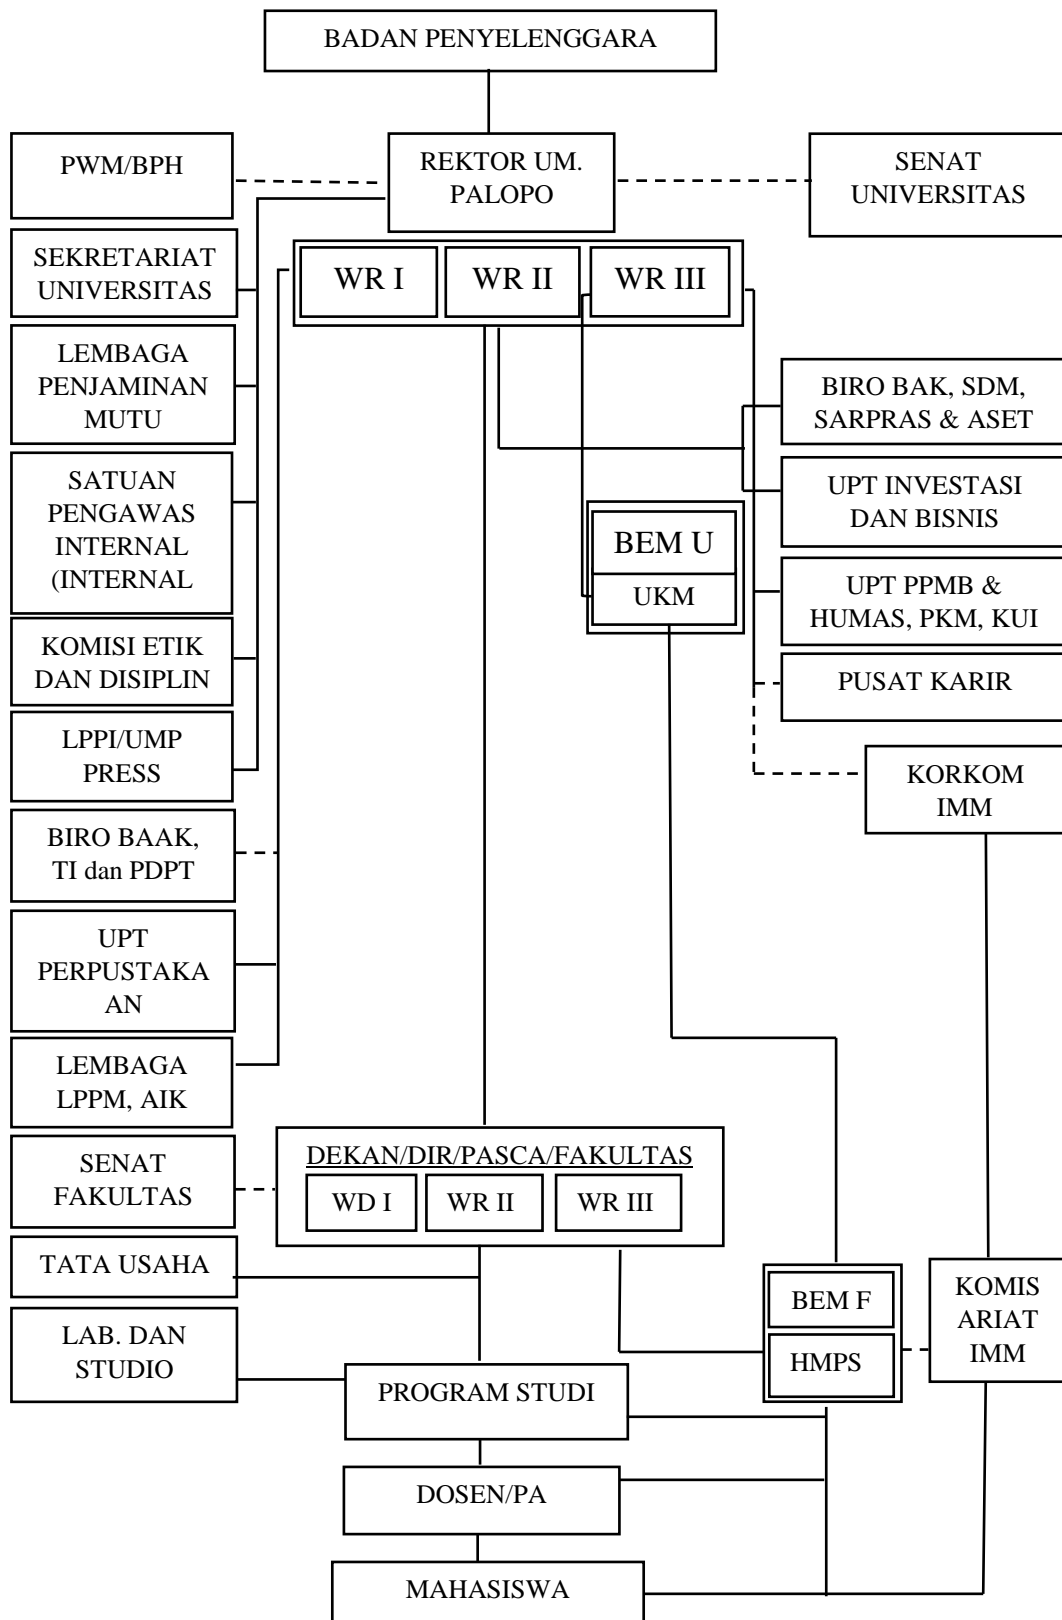 BADAN PENYELENGGARA
PWM/BPH
REKTOR UM.
PALOPO
SENAT
UNIVERSITAS
SEKRETARIAT
UNIVERSITAS
WR I
WR II
WR III
LEMBAGA
PENJAMINAN
MUTU
BIRO BAK, SDM,
SARPRAS & ASET
SATUAN
PENGAWAS
INTERNAL
(INTERNAL
UPT INVESTASI
DAN BISNIS
BEM U
UKM
UPT PPMB &
HUMAS, PKM, KUI
KOMISI ETIK
DAN DISIPLIN
PUSAT KARIR
LPPI/UMP
PRESS
KORKOM
IMM
BIRO BAAK,
TI dan PDPT
UPT
PERPUSTAKA
AN
LEMBAGA
LPPM, AIK
SENAT
FAKULTAS
DEKAN/DIR/PASCA/FAKULTAS
WD I
WR II
WR III
TATA USAHA
BEM F
HMPS
KOMIS
ARIAT
IMM
LAB. DAN
STUDIO
PROGRAM STUDI
DOSEN/PA
MAHASISWA